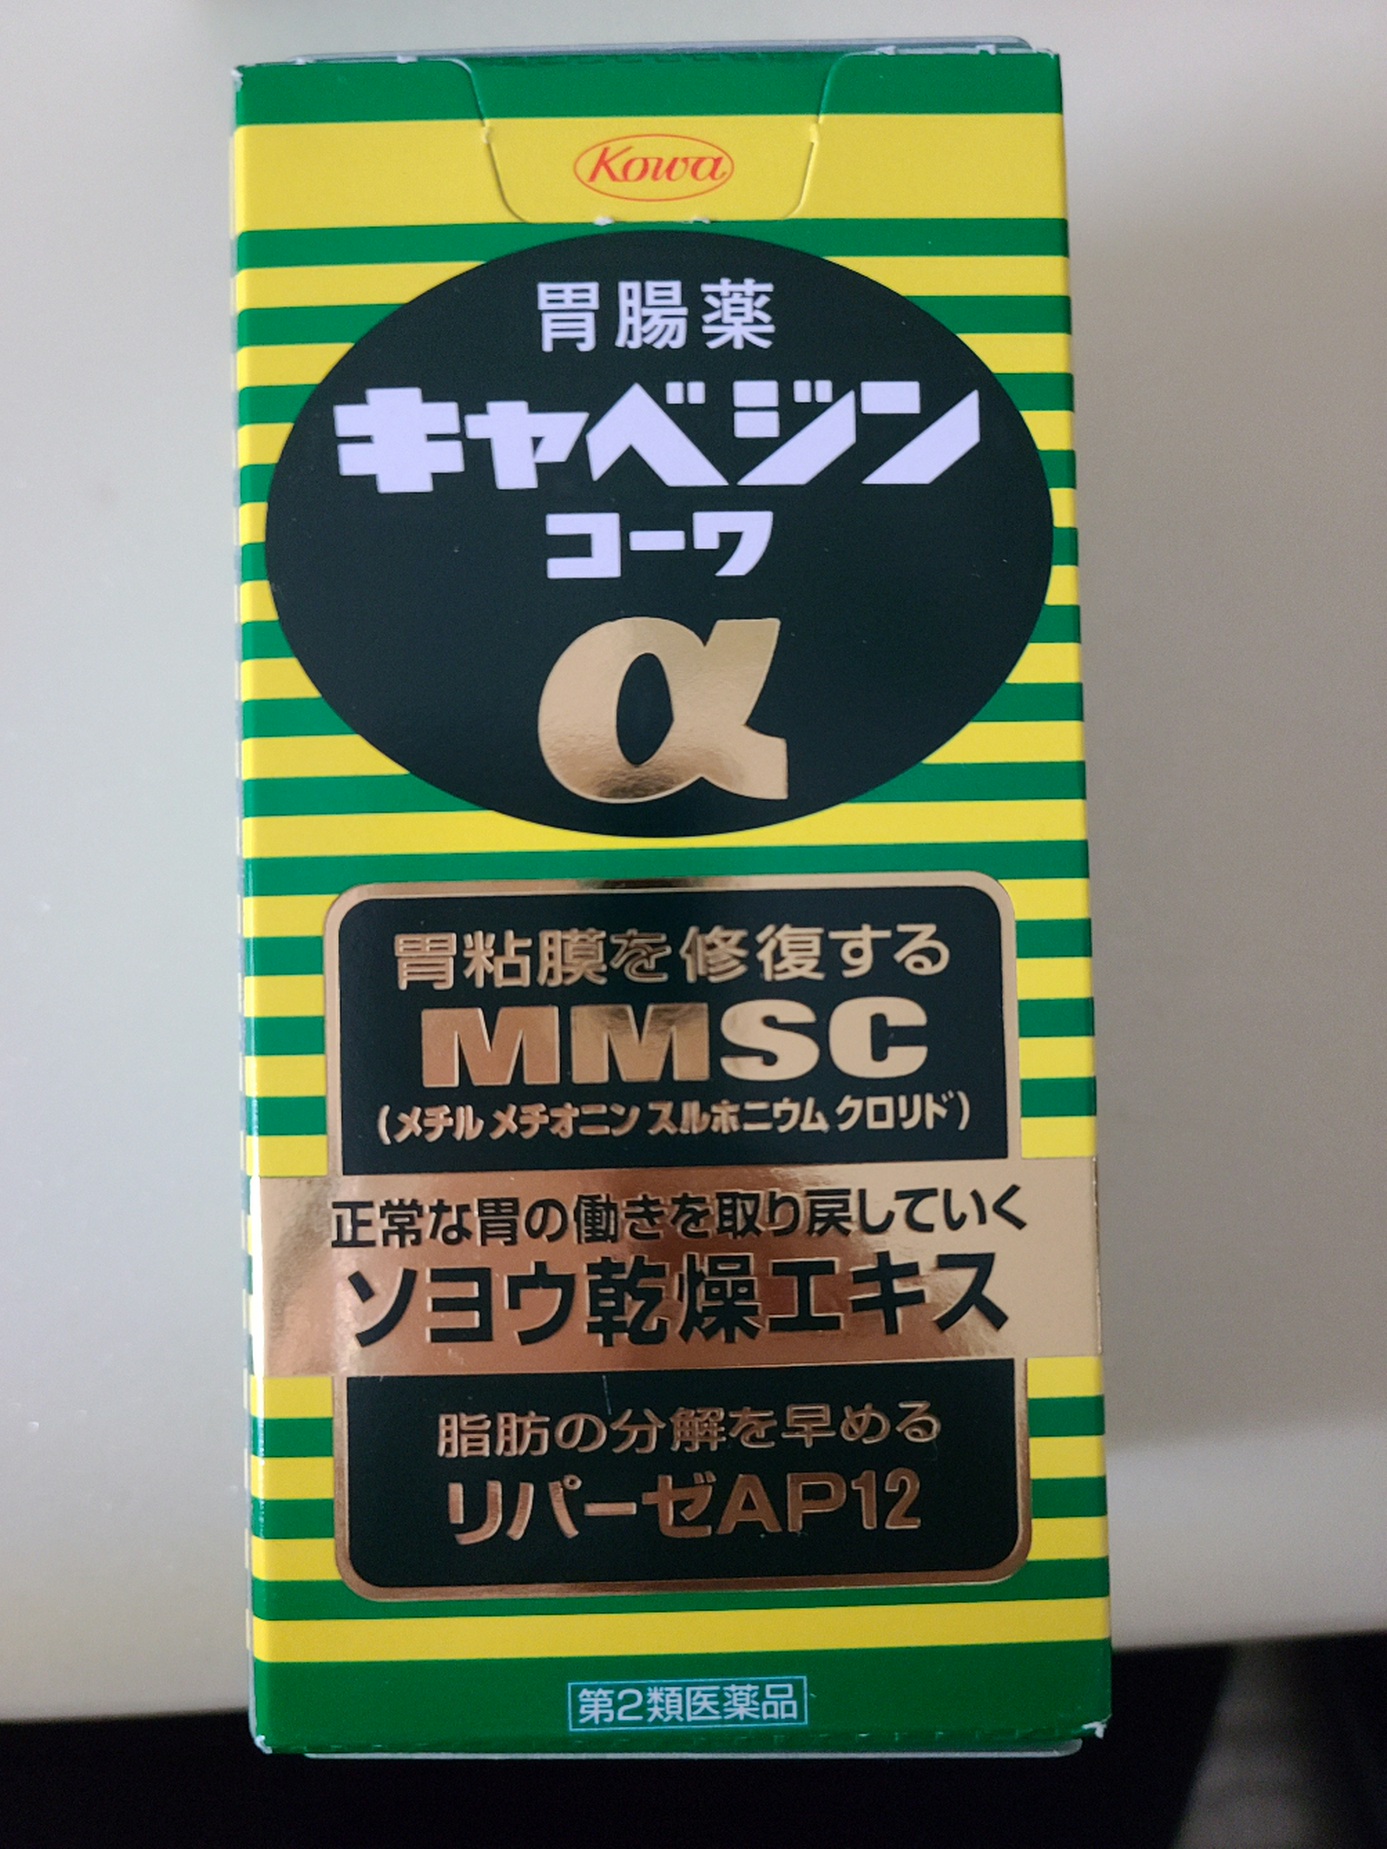 Kowa
胃腸薬
キャベジン
コーワ
α
胃粘膜を修復する
MMSC
(メチル メチオニン スルホニウム クロリド)
正常な胃の働きを取り戻していく
ソヨウ乾燥エキス
脂肪の分解を早める
リパーゼAP12
第2類医薬品